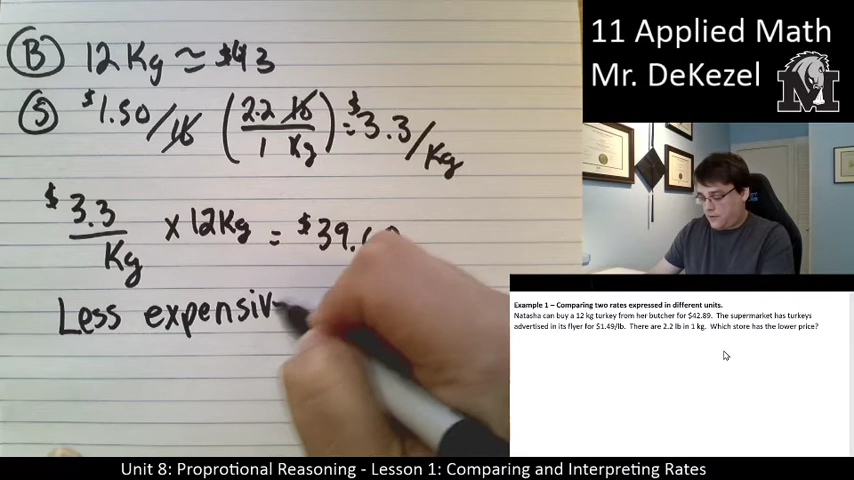 B 12 Kg ≈ $43
S $1.50/lb (2.2 lb / 1 Kg) = $3.3/Kg
$3.3 / Kg x 12Kg = $39.
Less expensiv
11 Applied Math
Mr. DeKezel
M
Example 1 – Comparing two rates expressed in different units.
Natasha can buy a 12 kg turkey from her butcher for $42.89. The supermarket has turkeys
advertised in its flyer for $1.49/lb. There are 2.2 lb in 1 kg. Which store has the lower price?
Unit 8: Proprotional Reasoning - Lesson 1: Comparing and Interpreting Rates